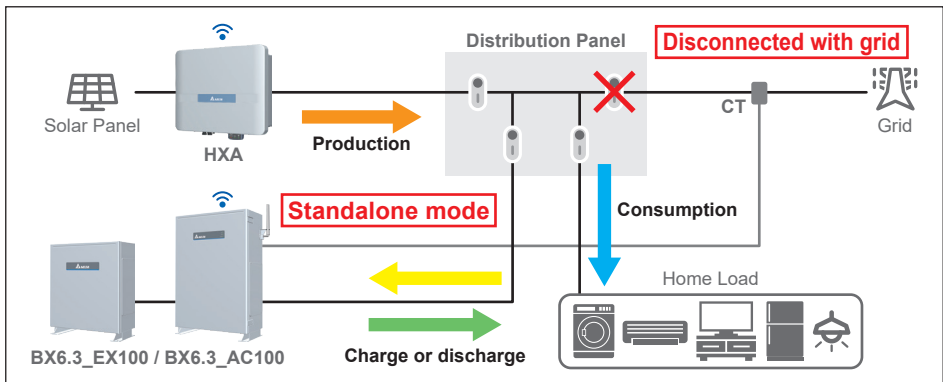 Distribution Panel
Disconnected with grid
Solar Panel
HXA
Production
CT
Grid
Standalone mode
Consumption
Home Load
BX6.3_EX100 / BX6.3_AC100
Charge or discharge